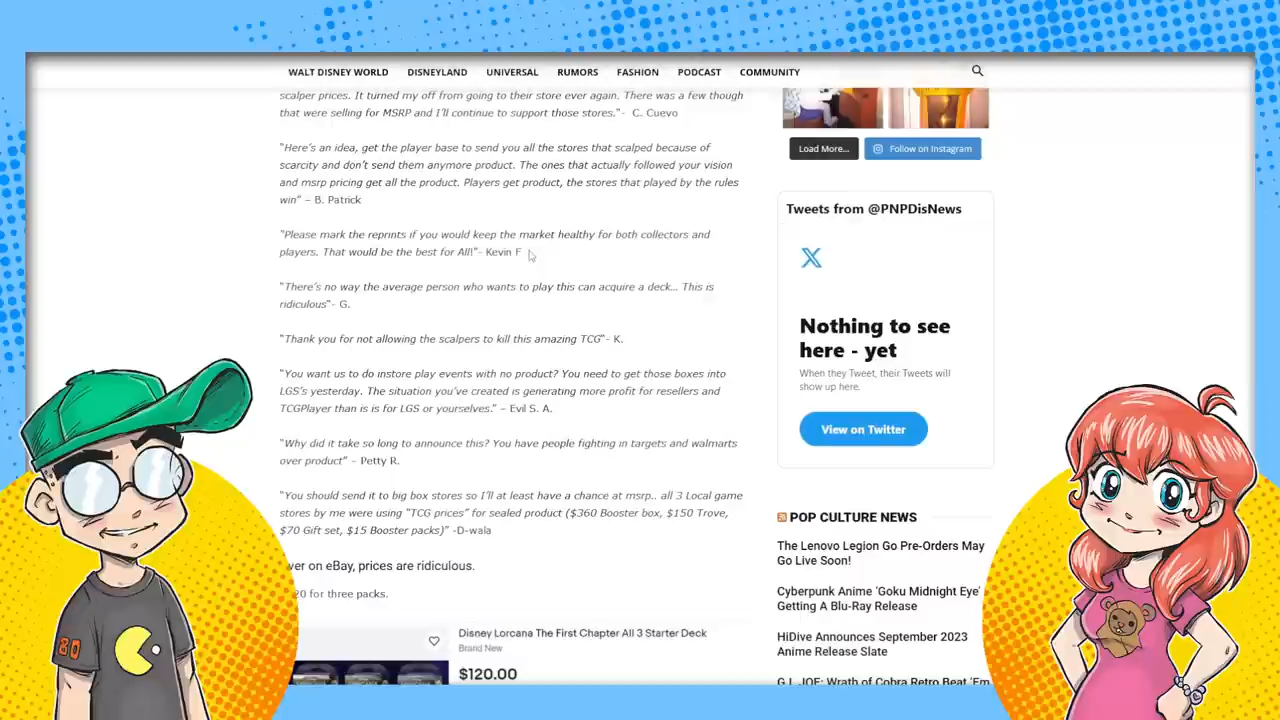 WALT DISNEY WORLD DISNEYLAND UNIVERSAL RUMORS FASHION PODCAST COMMUNITY
scalper prices. It turned my off from going to their store ever again. There was a few though
that were selling for MSRP and I'll continue to support those stores."- C. Cuevo
"Here's an idea, get the player base to send you all the stores that scalped because of
scarcity and don't send them anymore product. The ones that actually followed your vision
and msrp pricing get all the product. Players get product, the stores that played by the rules
win" – B. Patrick
"Please mark the reprints if you would keep the market healthy for both collectors and
players. That would be the best for All!"- Kevin F
"There's no way the average person who wants to play this can acquire a deck… This is
ridiculous"- G.
"Thank you for not allowing the scalpers to kill this amazing TCG"- K.
"You want us to do instore play events with no product? You need to get those boxes into
LGS's yesterday. The situation you've created is generating more profit for resellers and
TCGPlayer than is is for LGS or yourselves." – Evil S. A.
"Why did it take so long to announce this? You have people fighting in targets and walmarts
over product" – Petty R.
"You should send it to big box stores so I'll at least have a chance at msrp.. all 3 Local game
stores by me were using "TCG prices" for sealed product ($360 Booster box, $150 Trove,
$70 Gift set, $15 Booster packs)" -D-wala
ver on eBay, prices are ridiculous.
20 for three packs.
Disney Lorcana The First Chapter All 3 Starter Deck
Brand New
$120.00
Load More...
Follow on Instagram
Tweets from @PNPDisNews
Nothing to see
here - yet
When they Tweet, their Tweets will
show up here.
View on Twitter
POP CULTURE NEWS
The Lenovo Legion Go Pre-Orders May
Go Live Soon!
Cyberpunk Anime 'Goku Midnight Eye'
Getting A Blu-Ray Release
HiDive Announces September 2023
Anime Release Slate
G.I. JOE: Wrath of Cobra Retro Beat 'Em
80